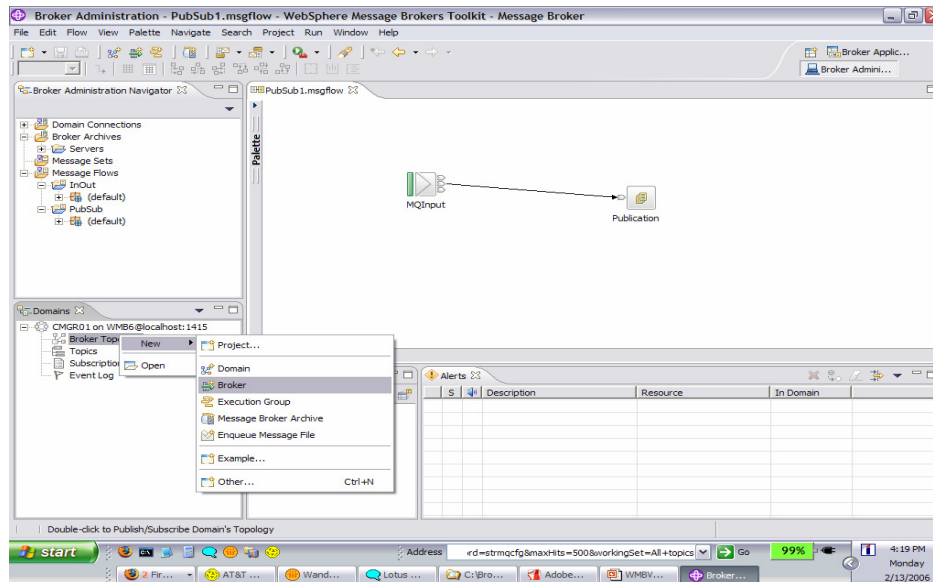 Broker Administration - PubSub1.msgflow - WebSphere Message Brokers Toolkit - Message Broker
File Edit Flow View Palette Navigate Search Project Run Window Help
Broker Applic...
Broker Admini...
Broker Administration Navigator
PubSub1.msgflow
Domain Connections
Broker Archives
Servers
Message Sets
Message Flows
InOut
(default)
PubSub
(default)
Palette
MQInput
Publication
Domains
CMGR01 on WMB6@localhost:1415
Broker Top
Topics
Subscription
Event Log
New
Open
Project...
Domain
Broker
Execution Group
Message Broker Archive
Enqueue Message File
Example...
Other... Ctrl+N
Alerts
S Description Resource In Domain
Double-click to Publish/Subscribe Domain's Topology
start
Address
rd=strmqcfg&maxHits=500&workingSet=All+topics
Go
99%
4:19 PM
Monday
2/13/2006
2 Fir...
AT&T ...
Wand...
Lotus ...
C:\Bro...
Adobe...
WMBV...
Broker...